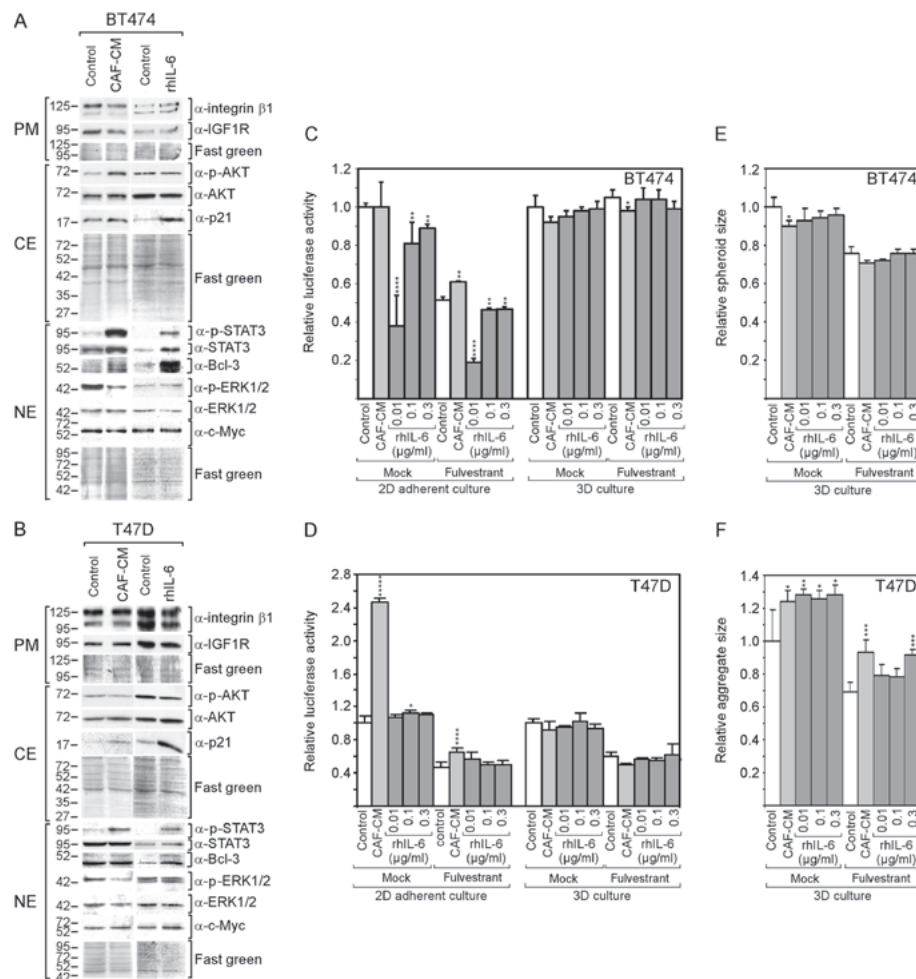 A
BT474
Control
CAF-CM
Control
rhIL-6
PM
125
95
125
95
α-integrin β1
α-IGF1R
Fast green
CE
72
72
17
72
52
42
35
27
α-p-AKT
α-AKT
α-p21
Fast green
NE
95
95
52
42
42
72
52
95
72
52
42
α-p-STAT3
α-STAT3
α-Bcl-3
α-p-ERK1/2
α-ERK1/2
α-c-Myc
Fast green
B
T47D
Control
CAF-CM
Control
rhIL-6
PM
125
95
95
125
95
α-integrin β1
α-IGF1R
Fast green
CE
72
72
17
72
52
42
35
27
α-p-AKT
α-AKT
α-p21
Fast green
NE
95
95
52
42
42
72
52
95
72
52
42
α-p-STAT3
α-STAT3
α-Bcl-3
α-p-ERK1/2
α-ERK1/2
α-c-Myc
Fast green
C
BT474
Relative luciferase activity
1.2
1.0
0.8
0.6
0.4
0.2
**** ** ** ** **** ** ** *
Control CAF-CM 0.01 0.1 0.3 Control CAF-CM 0.01 0.1 0.3 Control CAF-CM 0.01 0.1 0.3 Control CAF-CM 0.01 0.1 0.3
rhIL-6 rhIL-6 rhIL-6 rhIL-6
(µg/ml) (µg/ml) (µg/ml) (µg/ml)
Mock Fulvestrant Mock Fulvestrant
2D adherent culture 3D culture
E
BT474
Relative spheroid size
1.2
1.0
0.8
0.6
0.4
0.2
*
Control CAF-CM 0.01 0.1 0.3 Control CAF-CM 0.01 0.1 0.3
rhIL-6 rhIL-6
(µg/ml) (µg/ml)
Mock Fulvestrant
3D culture
D
T47D
Relative luciferase activity
2.8
2.4
2.0
1.6
1.2
0.8
0.4
**** * ****
control CAF-CM 0.01 0.1 0.3 control CAF-CM 0.01 0.1 0.3 Control CAF-CM 0.01 0.1 0.3 Control CAF-CM 0.01 0.1 0.3
rhIL-6 rhIL-6 rhIL-6 rhIL-6
(µg/ml) (µg/ml) (µg/ml) (µg/ml)
Mock Fulvestrant Mock Fulvestrant
2D adherent culture 3D culture
F
T47D
Relative aggregate size
1.4
1.2
1.0
0.8
0.6
0.4
0.2
* ** * * *** ***
Control CAF-CM 0.01 0.1 0.3 Control CAF-CM 0.01 0.1 0.3
rhIL-6 rhIL-6
(µg/ml) (µg/ml)
Mock Fulvestrant
3D culture